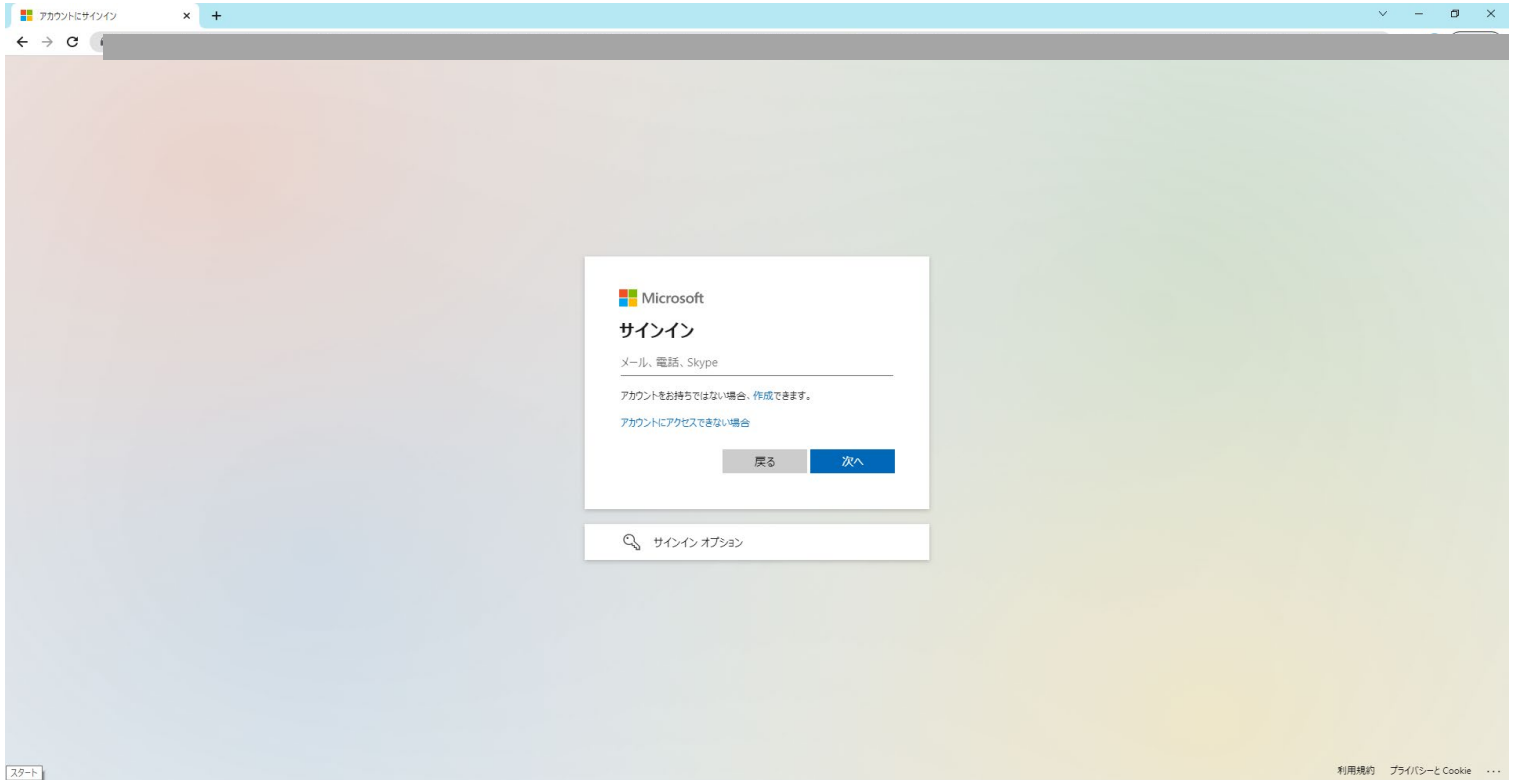 アカウントにサインイン
Microsoft
サインイン
メール、電話、Skype
アカウントをお持ちではない場合、作成できます。
アカウントにアクセスできない場合
戻る 次へ
サインイン オプション
スタート
利用規約 プライバシーと Cookie ...